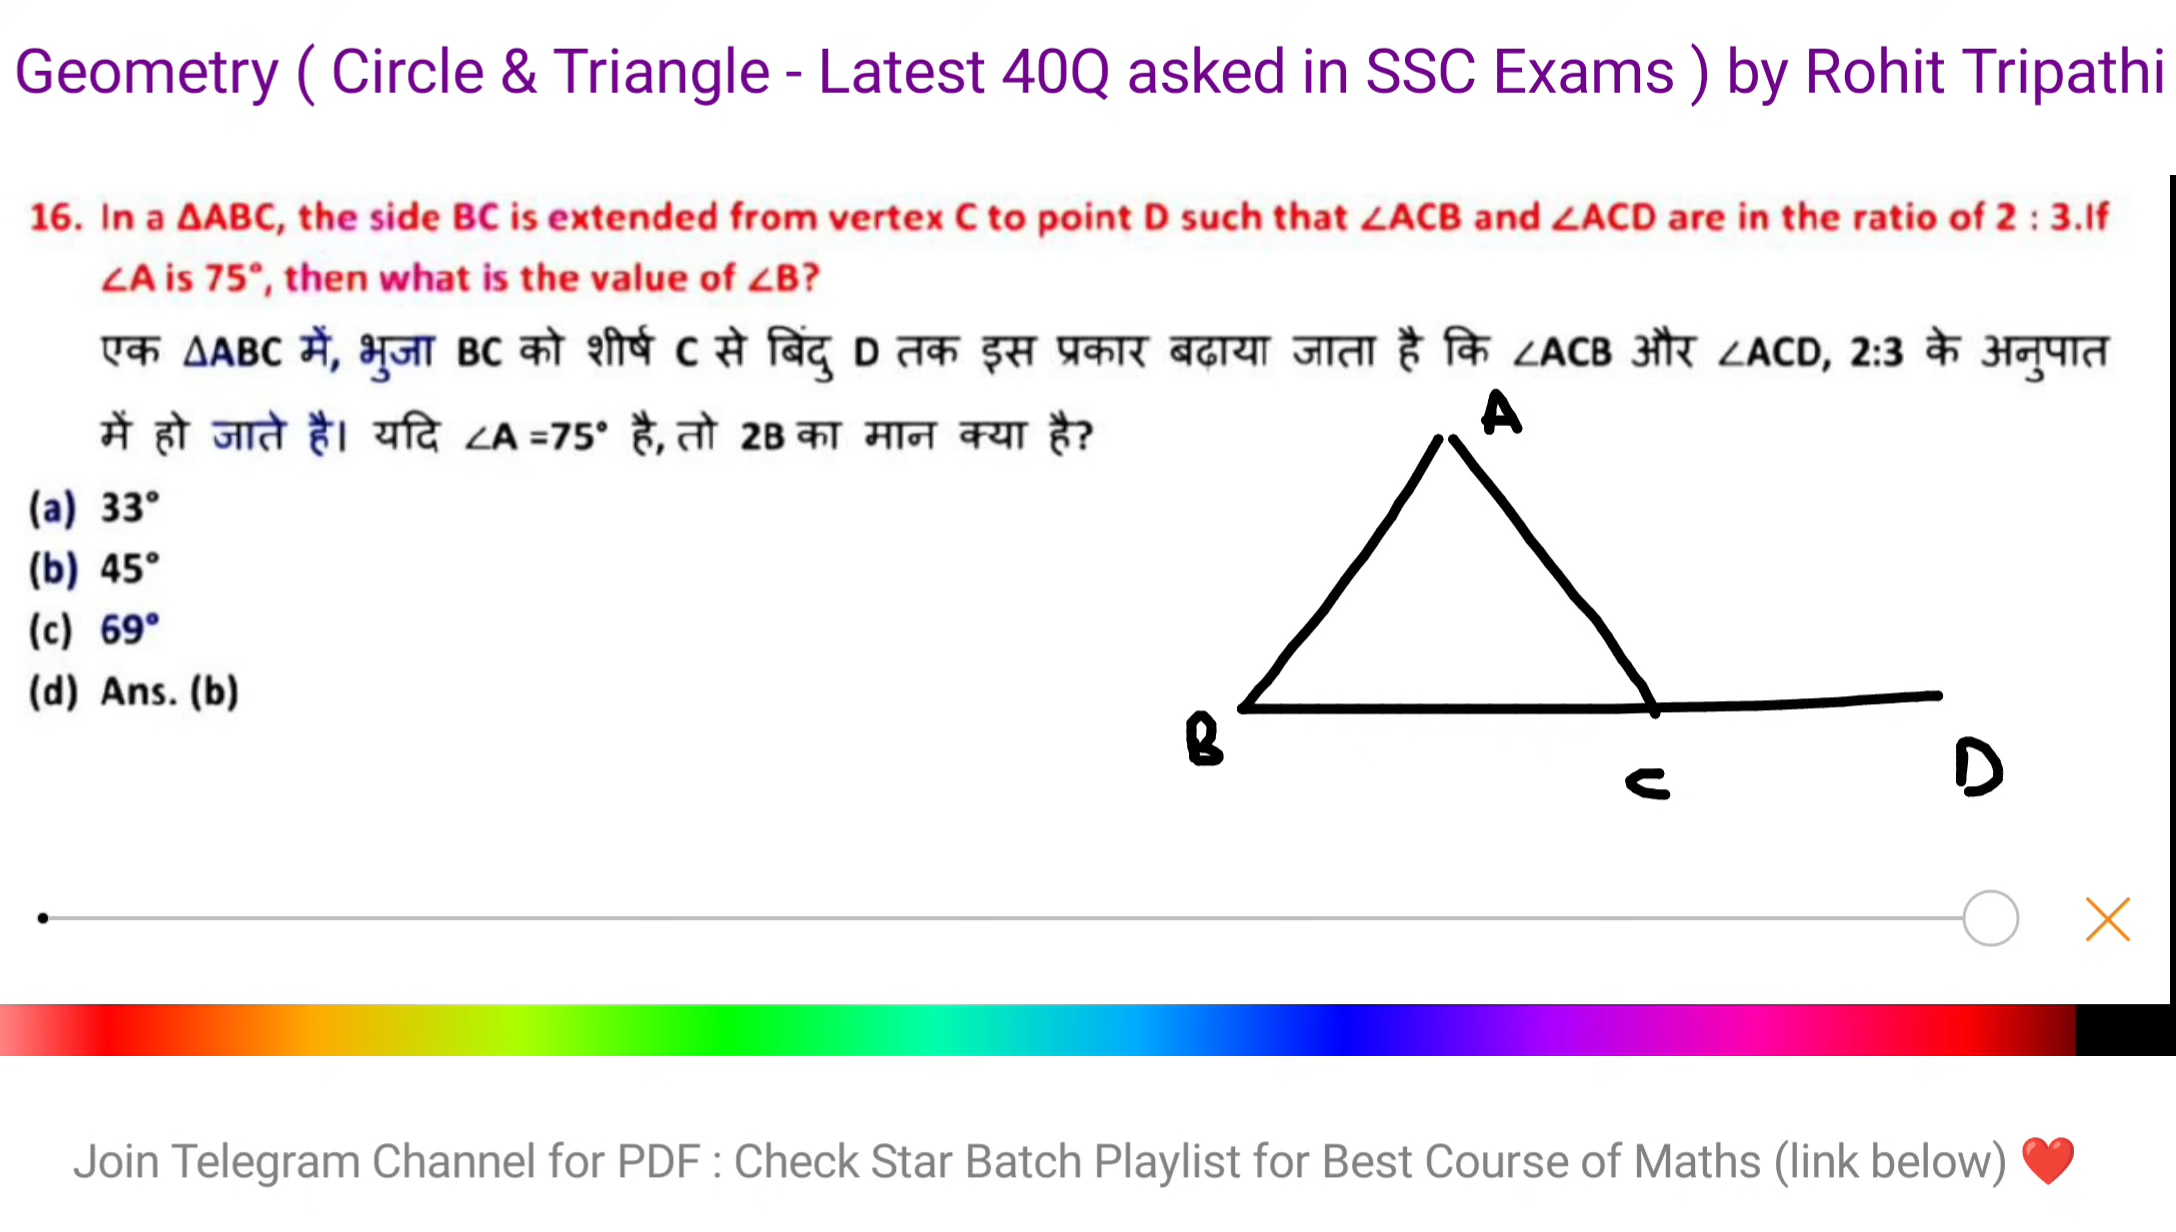 Geometry ( Circle & Triangle - Latest 40Q asked in SSC Exams ) by Rohit Tripathi
16. In a ΔABC, the side BC is extended from vertex C to point D such that ∠ACB and ∠ACD are in the ratio of 2 : 3.If
∠A is 75°, then what is the value of ∠B?
एक ΔABC में, भुजा BC को शीर्ष C से बिंदु D तक इस प्रकार बढ़ाया जाता है कि ∠ACB और ∠ACD, 2:3 के अनुपात
में हो जाते है। यदि ∠A =75° है, तो 2B का मान क्या है?
(a) 33°
(b) 45°
(c) 69°
(d) Ans. (b)
A
B
C
D
Join Telegram Channel for PDF : Check Star Batch Playlist for Best Course of Maths (link below) ❤️